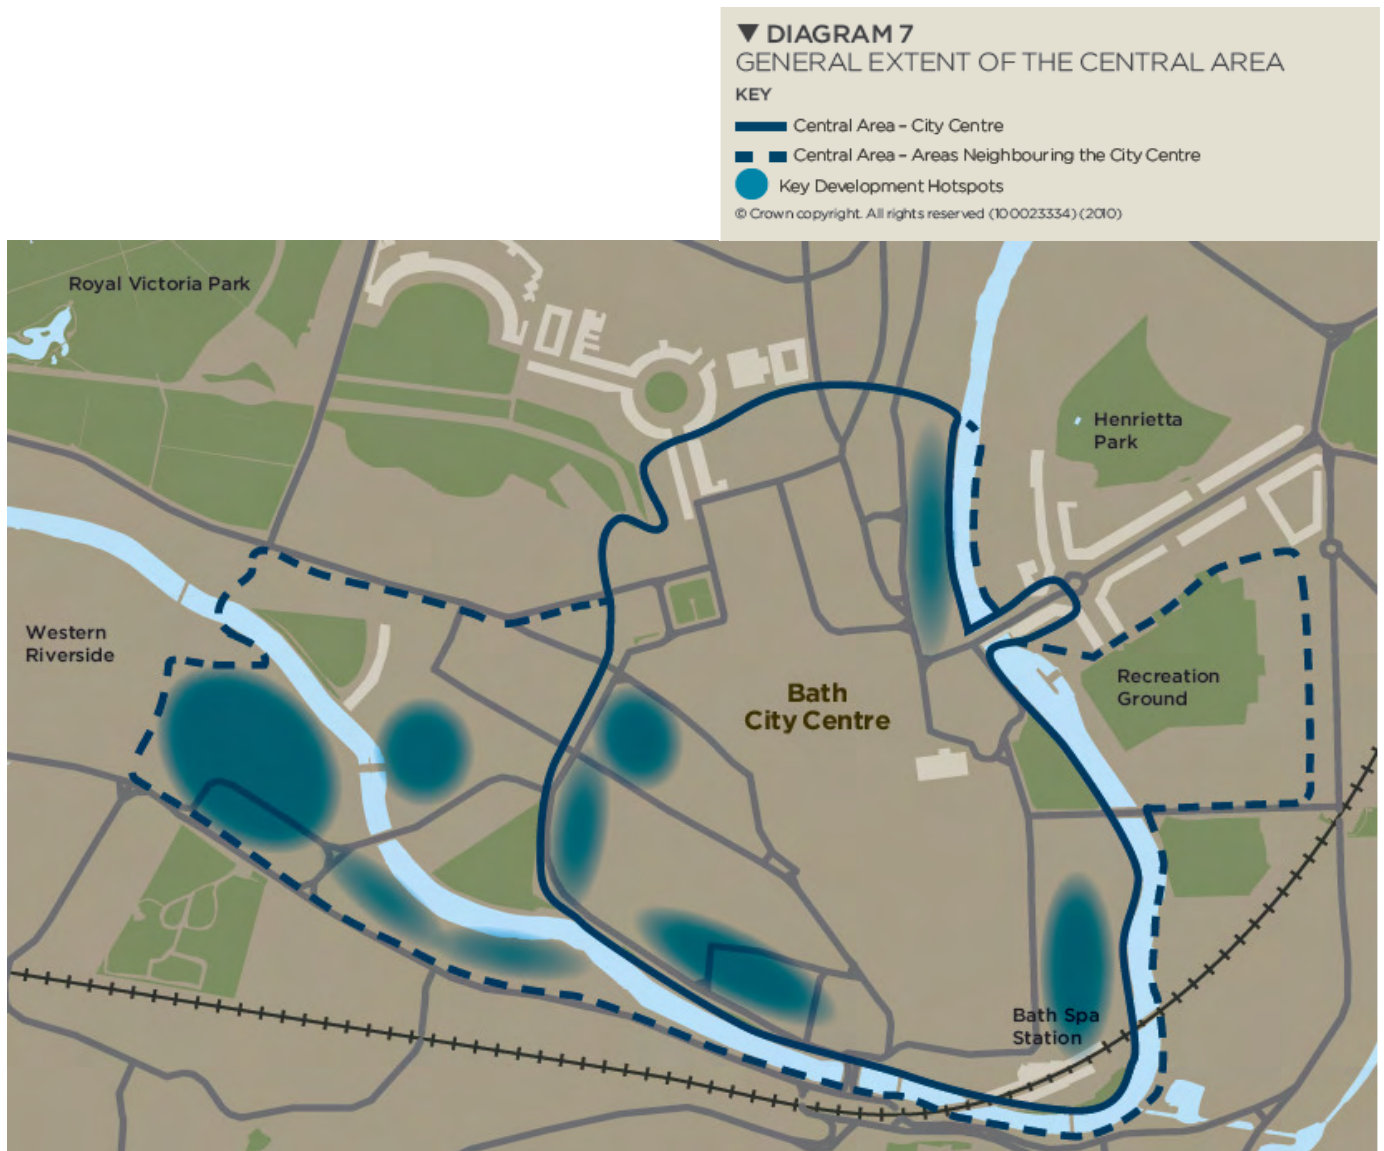 ▼ DIAGRAM 7
GENERAL EXTENT OF THE CENTRAL AREA
KEY
Central Area – City Centre
Central Area – Areas Neighbouring the City Centre
Key Development Hotspots
© Crown copyright. All rights reserved (100023334) (2010)
Royal Victoria Park
Henrietta
Park
Western
Riverside
Recreation
Ground
Bath
City Centre
Bath Spa
Station